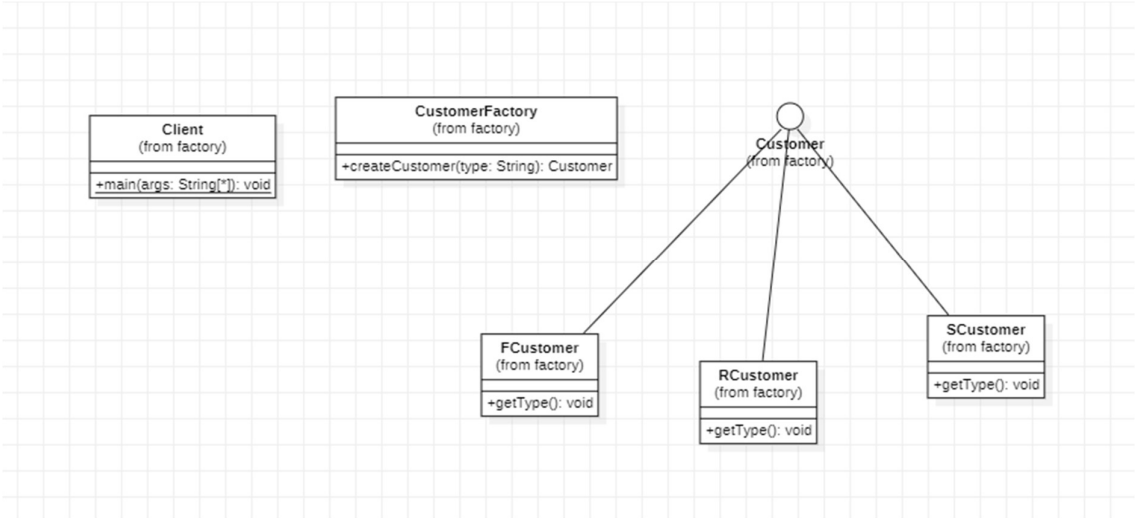 Client
(from factory)
+main(args: String[*]): void
CustomerFactory
(from factory)
+createCustomer(type: String): Customer
Customer
(from factory)
FCustomer
(from factory)
+getType(): void
RCustomer
(from factory)
+getType(): void
SCustomer
(from factory)
+getType(): void